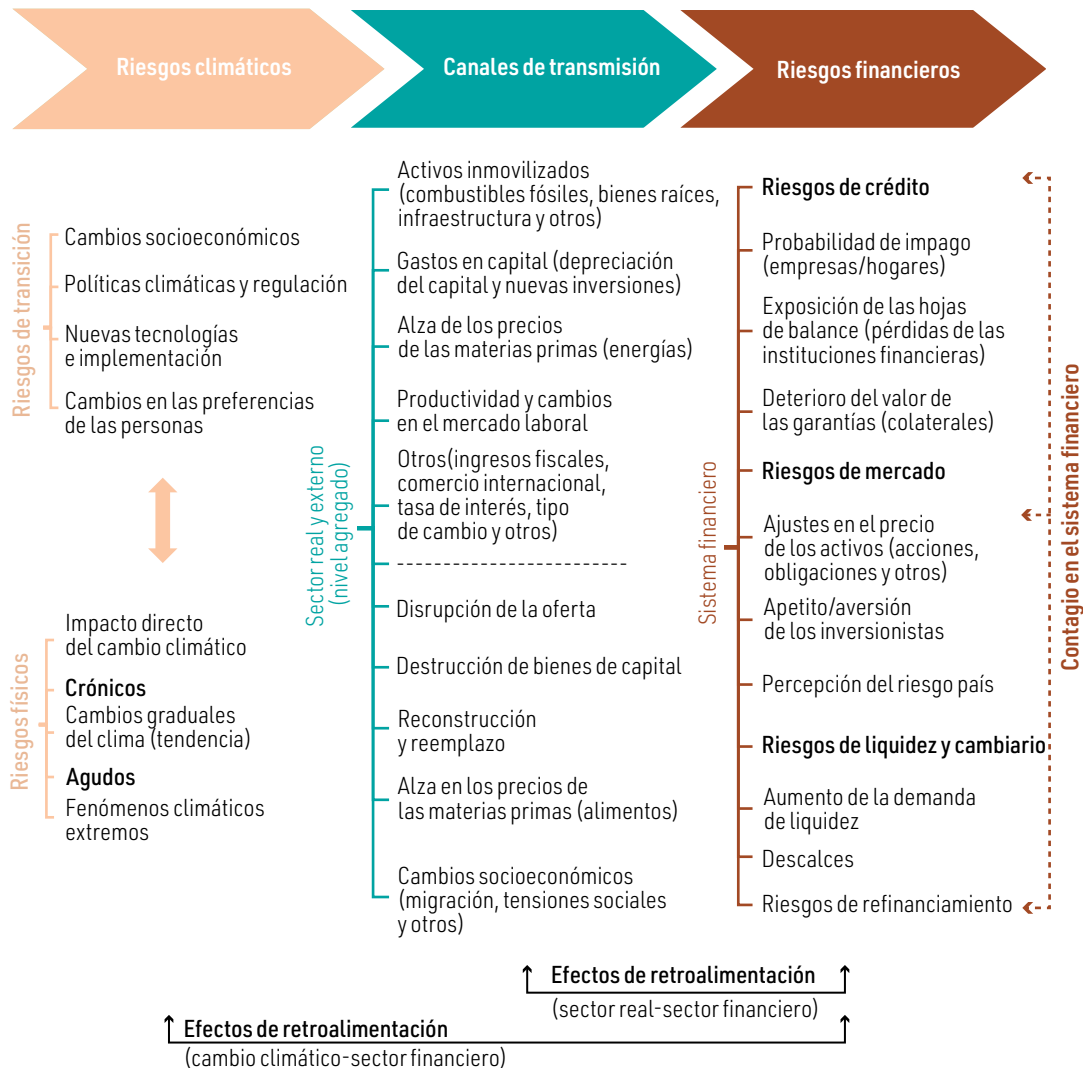 Riesgos climáticos
Canales de transmisión
Riesgos financieros
Riesgos de transición
Cambios socioeconómicos
Políticas climáticas y regulación
Nuevas tecnologías
e implementación
Cambios en las preferencias
de las personas
Riesgos físicos
Impacto directo
del cambio climático
Crónicos
Cambios graduales
del clima (tendencia)
Agudos
Fenómenos climáticos
extremos
Sector real y externo
(nivel agregado)
Activos inmovilizados
(combustibles fósiles, bienes raíces,
infraestructura y otros)
Gastos en capital (depreciación
del capital y nuevas inversiones)
Alza de los precios
de las materias primas (energías)
Productividad y cambios
en el mercado laboral
Otros(ingresos fiscales,
comercio internacional,
tasa de interés, tipo
de cambio y otros)
-------------------------
Disrupción de la oferta
Destrucción de bienes de capital
Reconstrucción
y reemplazo
Alza en los precios de
las materias primas (alimentos)
Cambios socioeconómicos
(migración, tensiones sociales
y otros)
Sistema financiero
Riesgos de crédito
Probabilidad de impago
(empresas/hogares)
Exposición de las hojas
de balance (pérdidas de las
instituciones financieras)
Deterioro del valor de
las garantías (colaterales)
Riesgos de mercado
Ajustes en el precio
de los activos (acciones,
obligaciones y otros)
Apetito/aversión
de los inversionistas
Percepción del riesgo país
Riesgos de liquidez y cambiario
Aumento de la demanda
de liquidez
Descalces
Riesgos de refinanciamiento
Contagio en el sistema financiero
Efectos de retroalimentación
(sector real-sector financiero)
Efectos de retroalimentación
(cambio climático-sector financiero)